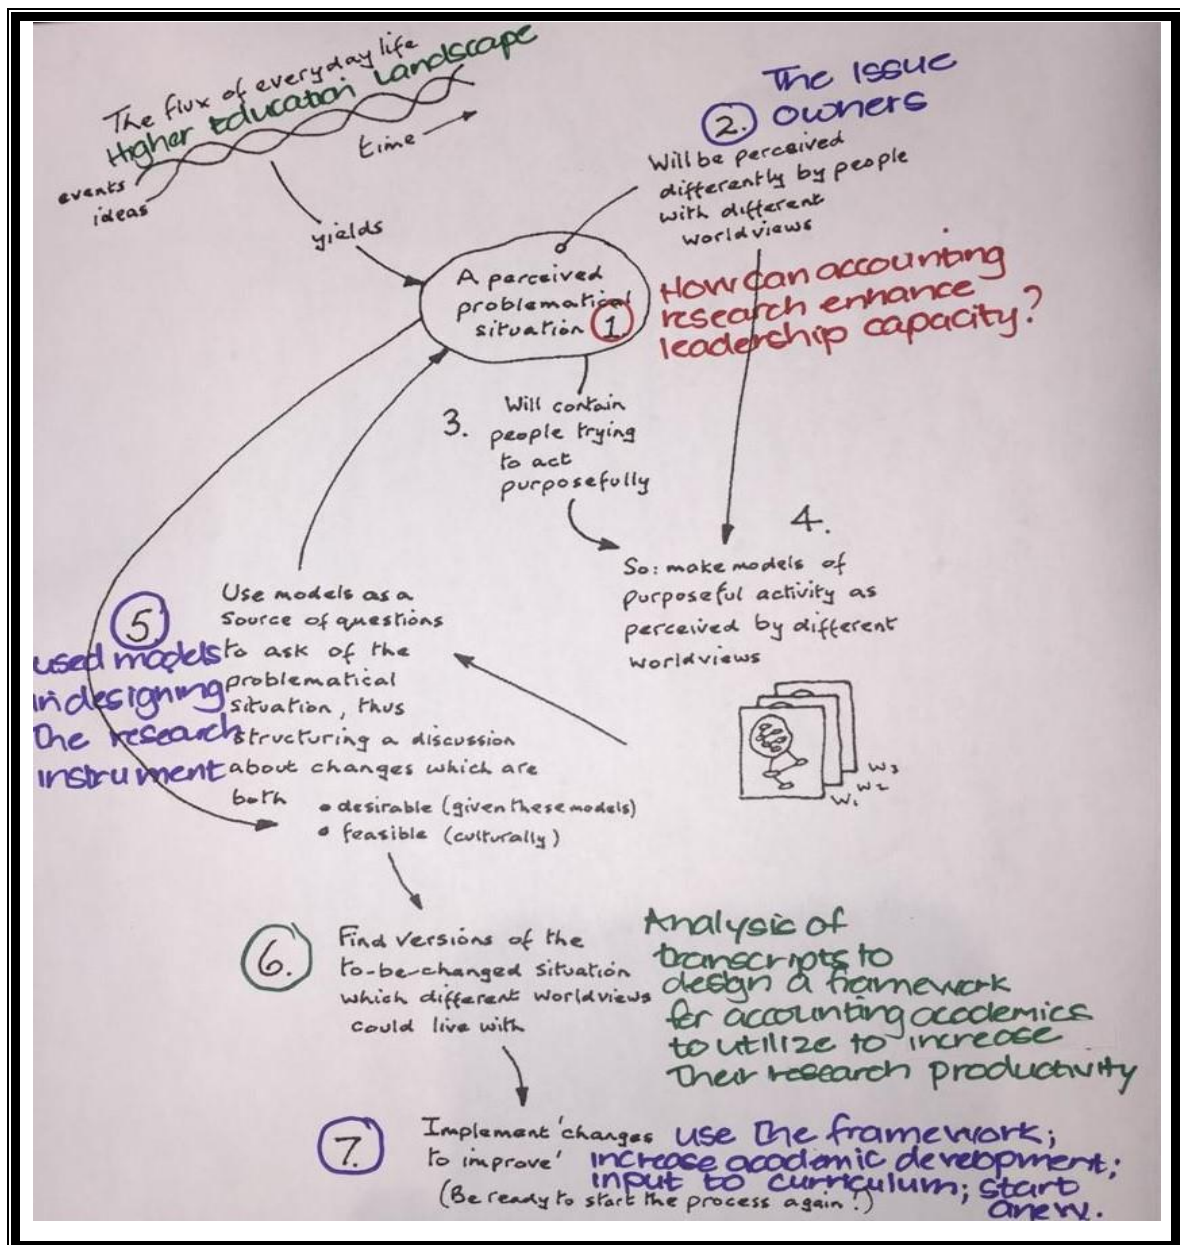 The flux of everyday life
Higher Education Landscape
time
events
ideas
yields
The Issue
2. owners
Will be perceived
differently by people
with different
worldviews
A perceived
problematical
situation 1
How can accounting
research enhance
leadership capacity?
3. Will contain
people trying
to act
purposefully
4.
So: make models of
purposeful activity as
perceived by different
worldviews
W1
W2
W3
5
used models
in designing
the research
instrument
Use models as a
Source of questions
to ask of the
problematical
situation, thus
structuring a discussion
about changes which are
both
• desirable (given these models)
• feasible (culturally)
6. Find versions of the
to-be-changed situation
which different worldviews
could live with
Analysis of
transcripts to
design a framework
for accounting academics
to utilize to increase
their research productivity
7. Implement 'changes
to improve'
(Be ready to start the process again!)
use the framework;
increase academic development;
input to curriculum; start
anew.